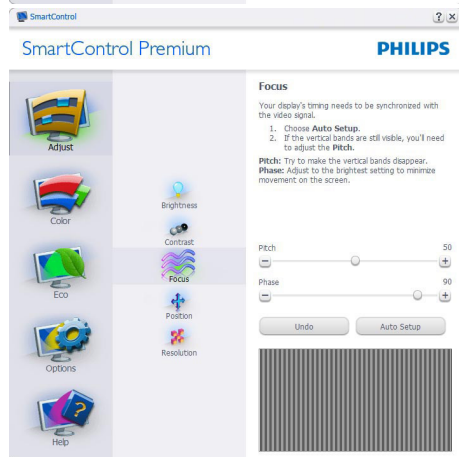 SmartControl
? ×
SmartControl Premium
PHILIPS
Adjust
Color
Eco
Options
Help
Brightness
Contrast
Focus
Position
Resolution
Focus
Your display's timing needs to be synchronized with
the video signal.
1. Choose Auto Setup.
2. If the vertical bands are still visible, you'll need
to adjust the Pitch.
Pitch: Try to make the vertical bands disappear.
Phase: Adjust to the brightest setting to minimize
movement on the screen.
Pitch 50
Phase 90
Undo Auto Setup